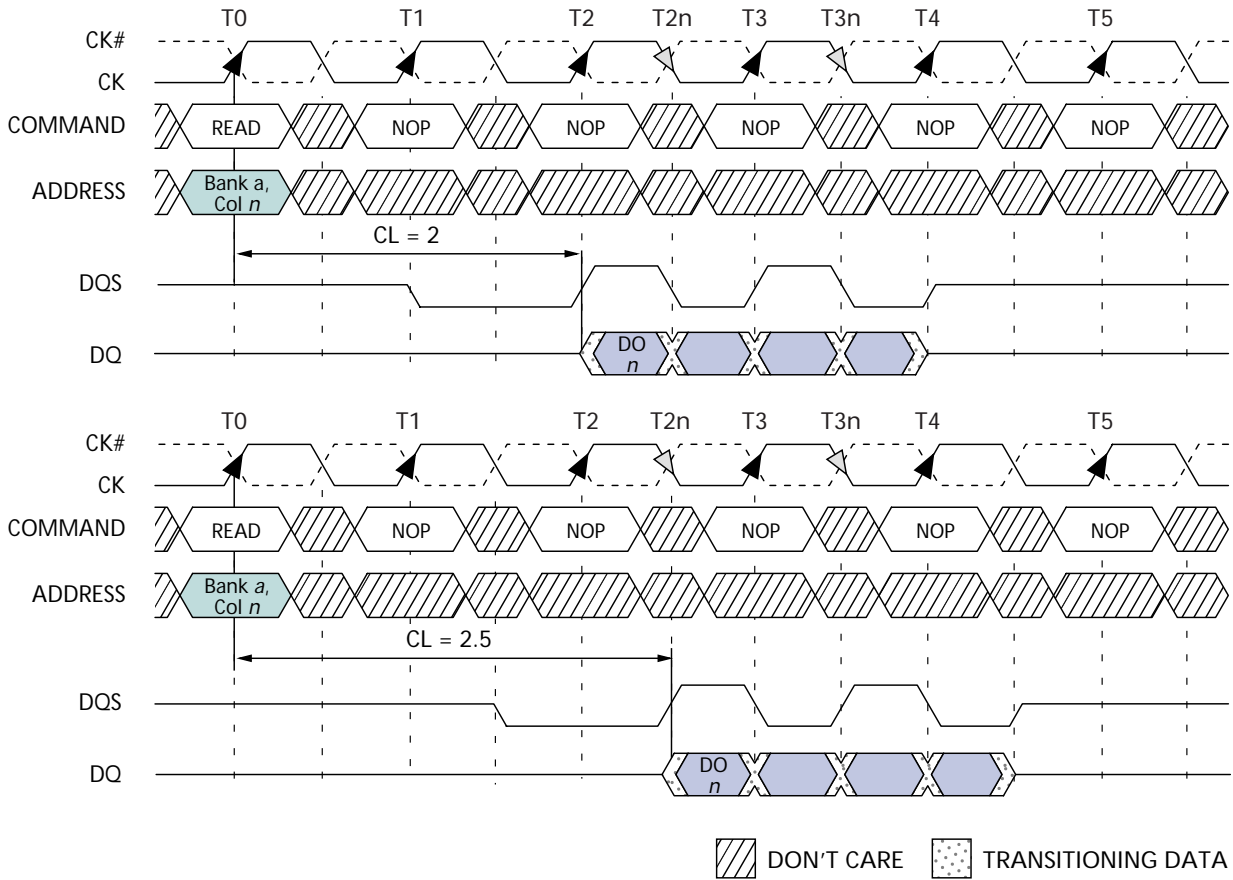 T0 T1 T2 T2n T3 T3n T4 T5
CK#
CK
COMMAND READ NOP NOP NOP NOP NOP
ADDRESS Bank a,
Col n
CL = 2
DQS
DQ DO
n
T0 T1 T2 T2n T3 T3n T4 T5
CK#
CK
COMMAND READ NOP NOP NOP NOP NOP
ADDRESS Bank a,
Col n
CL = 2.5
DQS
DQ DO
n
DON'T CARE TRANSITIONING DATA